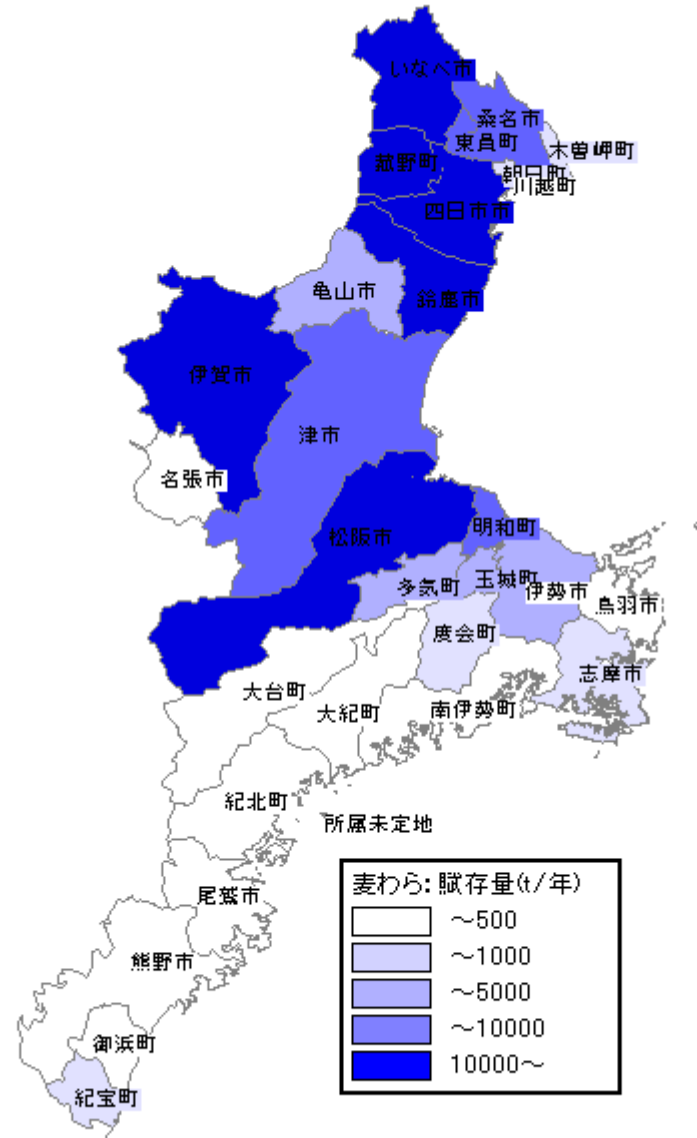 いなべ市
桑名市
東員町
木曽岬町
菰野町
朝日町
川越町
四日市市
亀山市
鈴鹿市
伊賀市
津市
名張市
松阪市
明和町
多気町
玉城町
伊勢市
鳥羽市
度会町
志摩市
大台町
大紀町
南伊勢町
紀北町
所属未定地
尾鷲市
熊野市
御浜町
紀宝町
麦わら：賦存量(t/年)
～500
～1000
～5000
～10000
10000～